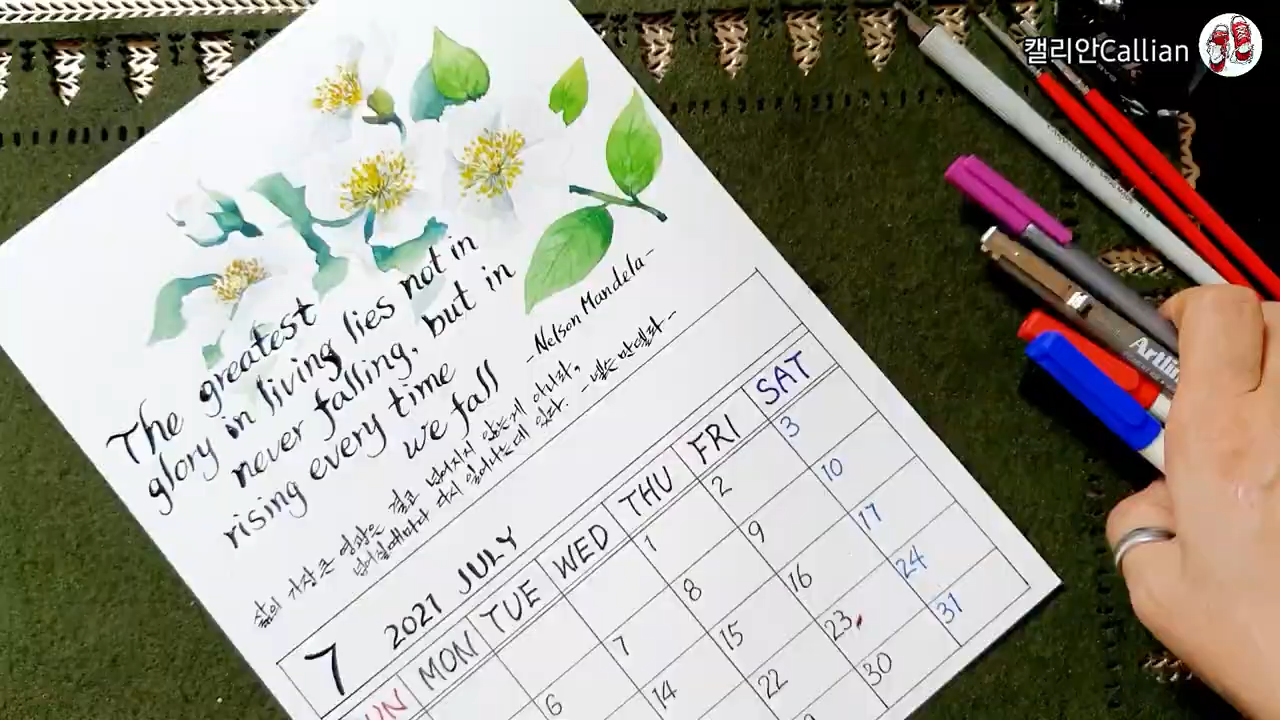 캘리안Callian
The greatest
glory in living lies not in
never falling, but in
rising every time
we fall
-Nelson Mandela-
삶의 가장 큰 영광은 결코 넘어지지 않는게 아니라,
넘어질때마다 다시 일어나는데 있다. -넬슨 만델라-
7 2021 JULY
MON TUE WED THU FRI SAT
1 2 3
6 7 8 9 10
14 15 16 17
22 23 24
30 31
Artline